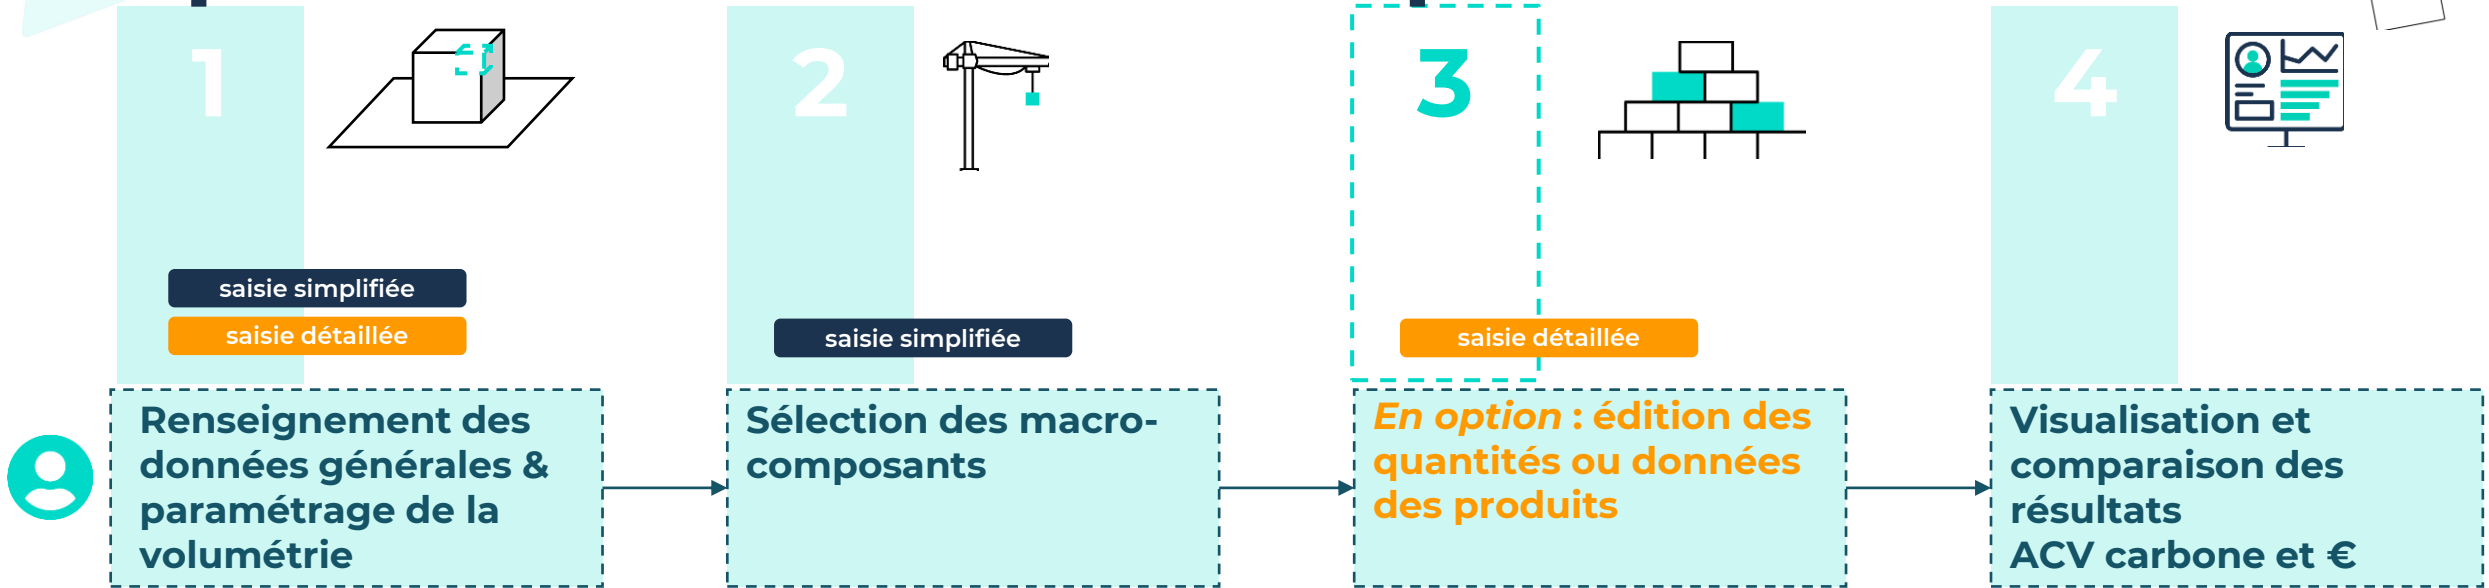 1
2
3
4
saisie simplifiée
saisie détaillée
saisie simplifiée
saisie détaillée
Renseignement des
données générales &
paramétrage de la
volumétrie
Sélection des macro-
composants
En option : édition des
quantités ou données
des produits
Visualisation et
comparaison des
résultats
ACV carbone et €